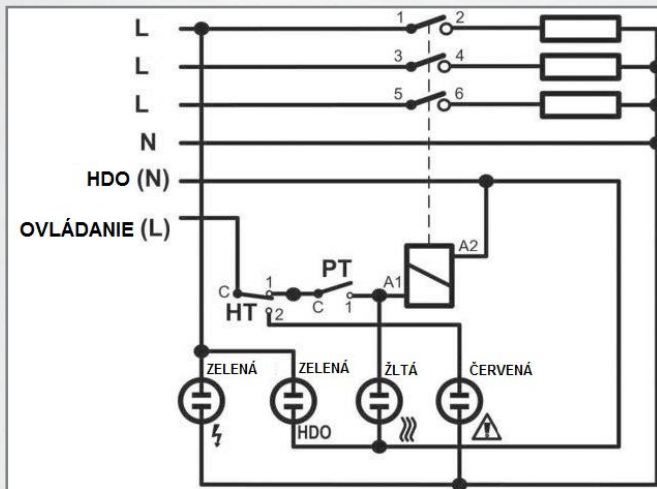 L 1 2
L 3 4
L 5 6
N
HDO (N)
OVLÁDANIE (L)
A2
C 1 PT A1
HT 2 C 1
ZELENÁ ZELENÁ ŽLTÁ ČERVENÁ
HDO